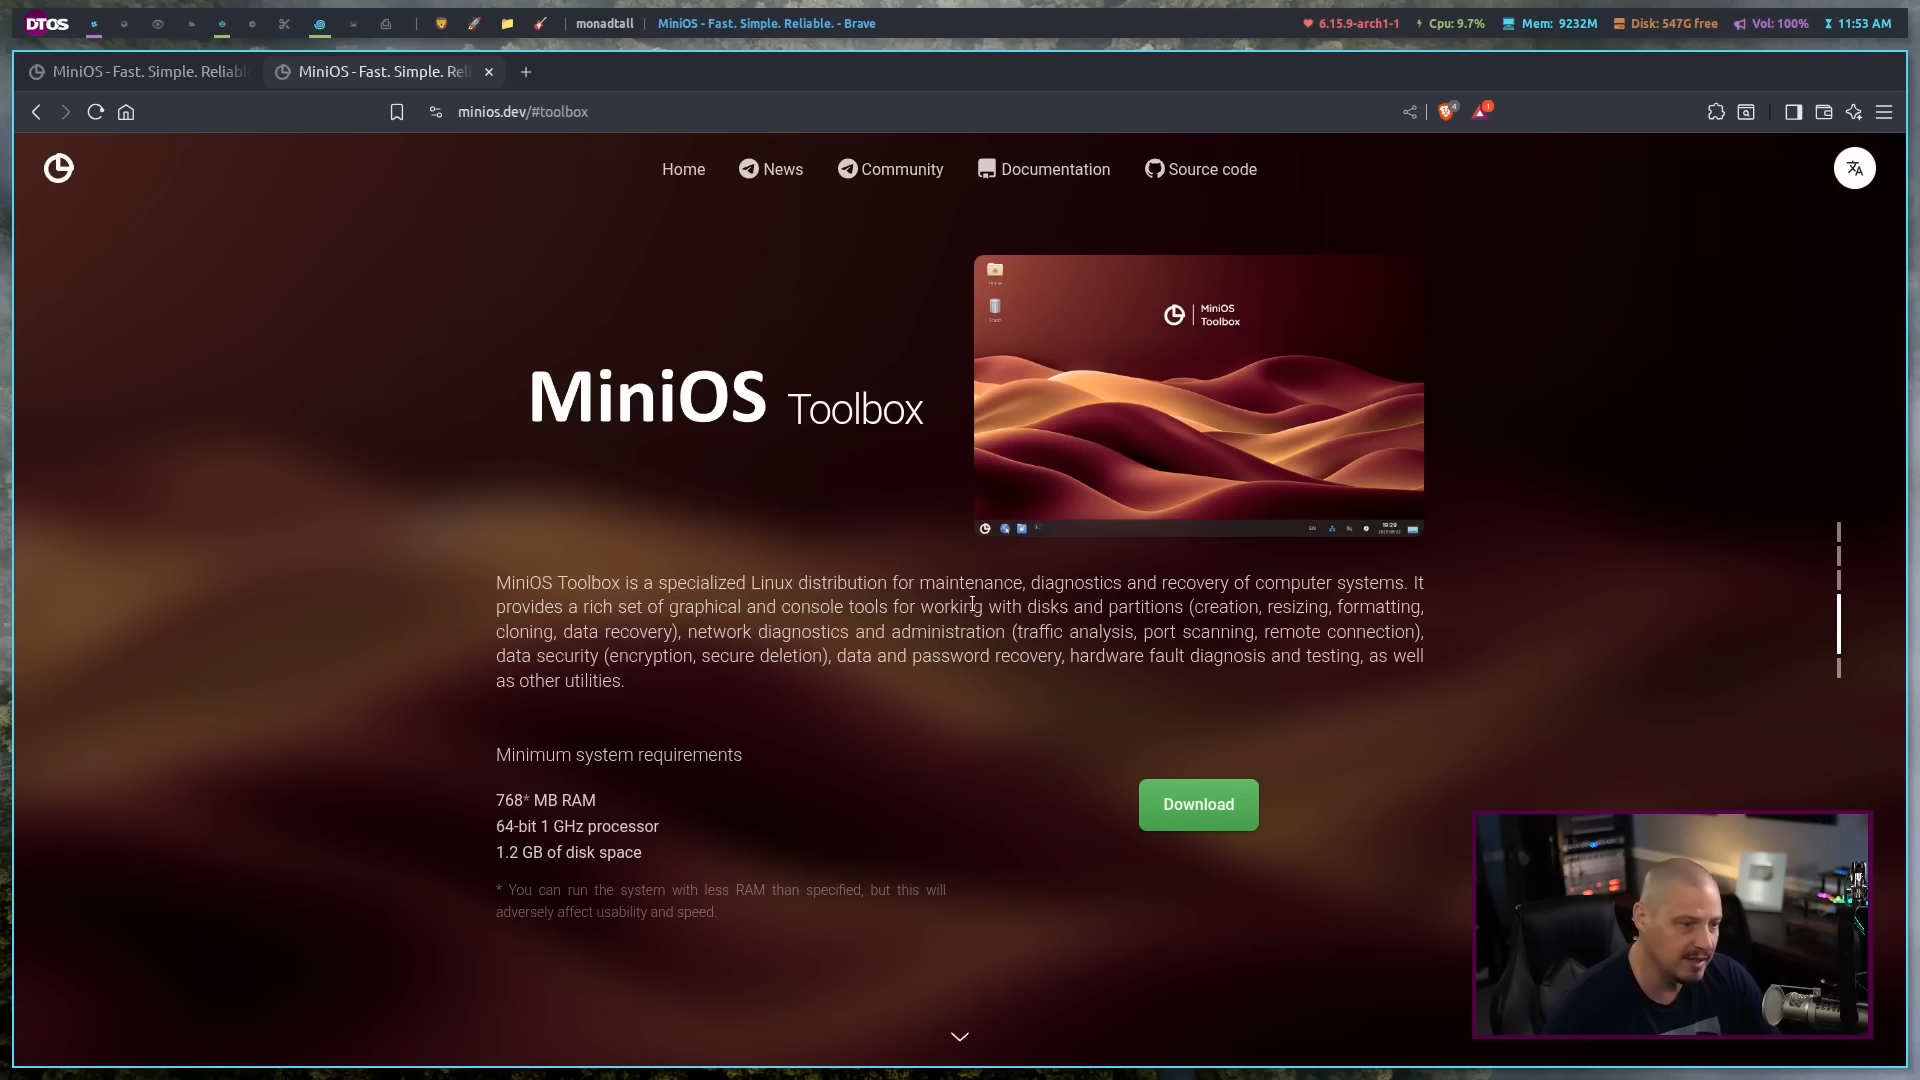 DTOS | monadtall | MiniOS - Fast. Simple. Reliable. - Brave 6.15.9-arch1-1 Cpu: 9.7% Mem: 9232M Disk: 547G free Vol: 100% 11:53 AM
MiniOS - Fast. Simple. Reliabl MiniOS - Fast. Simple. Rel
minios.dev/#toolbox 4 1
Home News Community Documentation Source code
Home
Trash
MiniOS
Toolbox
MiniOS Toolbox
EN 19:29
MiniOS Toolbox is a specialized Linux distribution for maintenance, diagnostics and recovery of computer systems. It
provides a rich set of graphical and console tools for working with disks and partitions (creation, resizing, formatting,
cloning, data recovery), network diagnostics and administration (traffic analysis, port scanning, remote connection),
data security (encryption, secure deletion), data and password recovery, hardware fault diagnosis and testing, as well
as other utilities.
Minimum system requirements
768* MB RAM
64-bit 1 GHz processor
1.2 GB of disk space
Download
* You can run the system with less RAM than specified, but this will
adversely affect usability and speed.